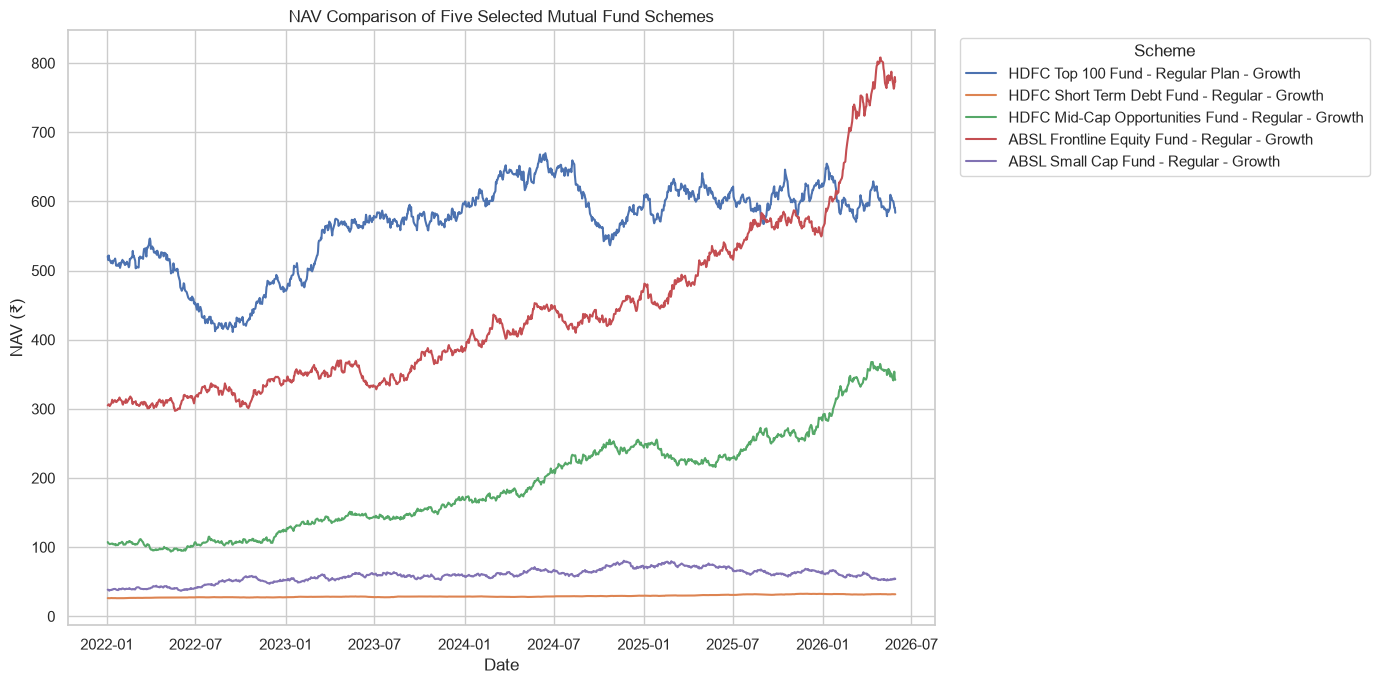 NAV Comparison of Five Selected Mutual Fund Schemes
NAV (₹)
800
700
600
500
400
300
200
100
0
2022-01 2022-07 2023-01 2023-07 2024-01 2024-07 2025-01 2025-07 2026-01 2026-07
Date
Scheme
HDFC Top 100 Fund - Regular Plan - Growth
HDFC Short Term Debt Fund - Regular - Growth
HDFC Mid-Cap Opportunities Fund - Regular - Growth
ABSL Frontline Equity Fund - Regular - Growth
ABSL Small Cap Fund - Regular - Growth